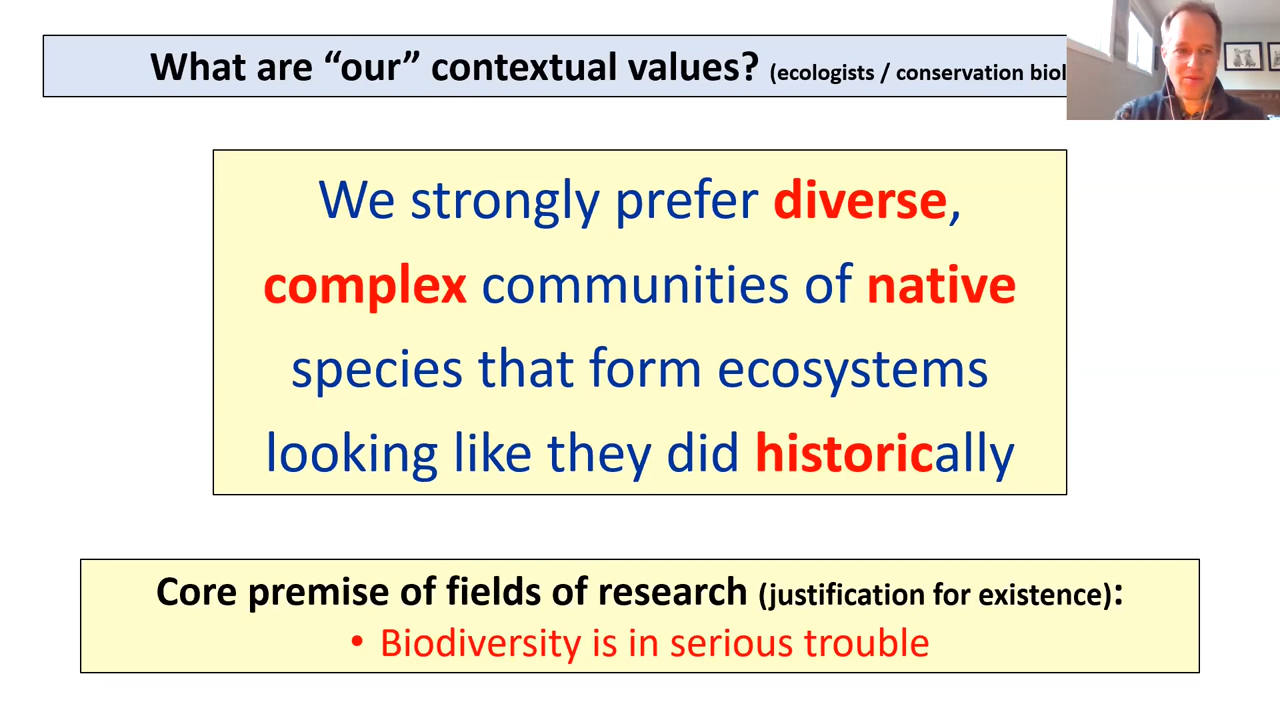 What are “our” contextual values? (ecologists / conservation biol
We strongly prefer diverse,
complex communities of native
species that form ecosystems
looking like they did historically
Core premise of fields of research (justification for existence):
• Biodiversity is in serious trouble